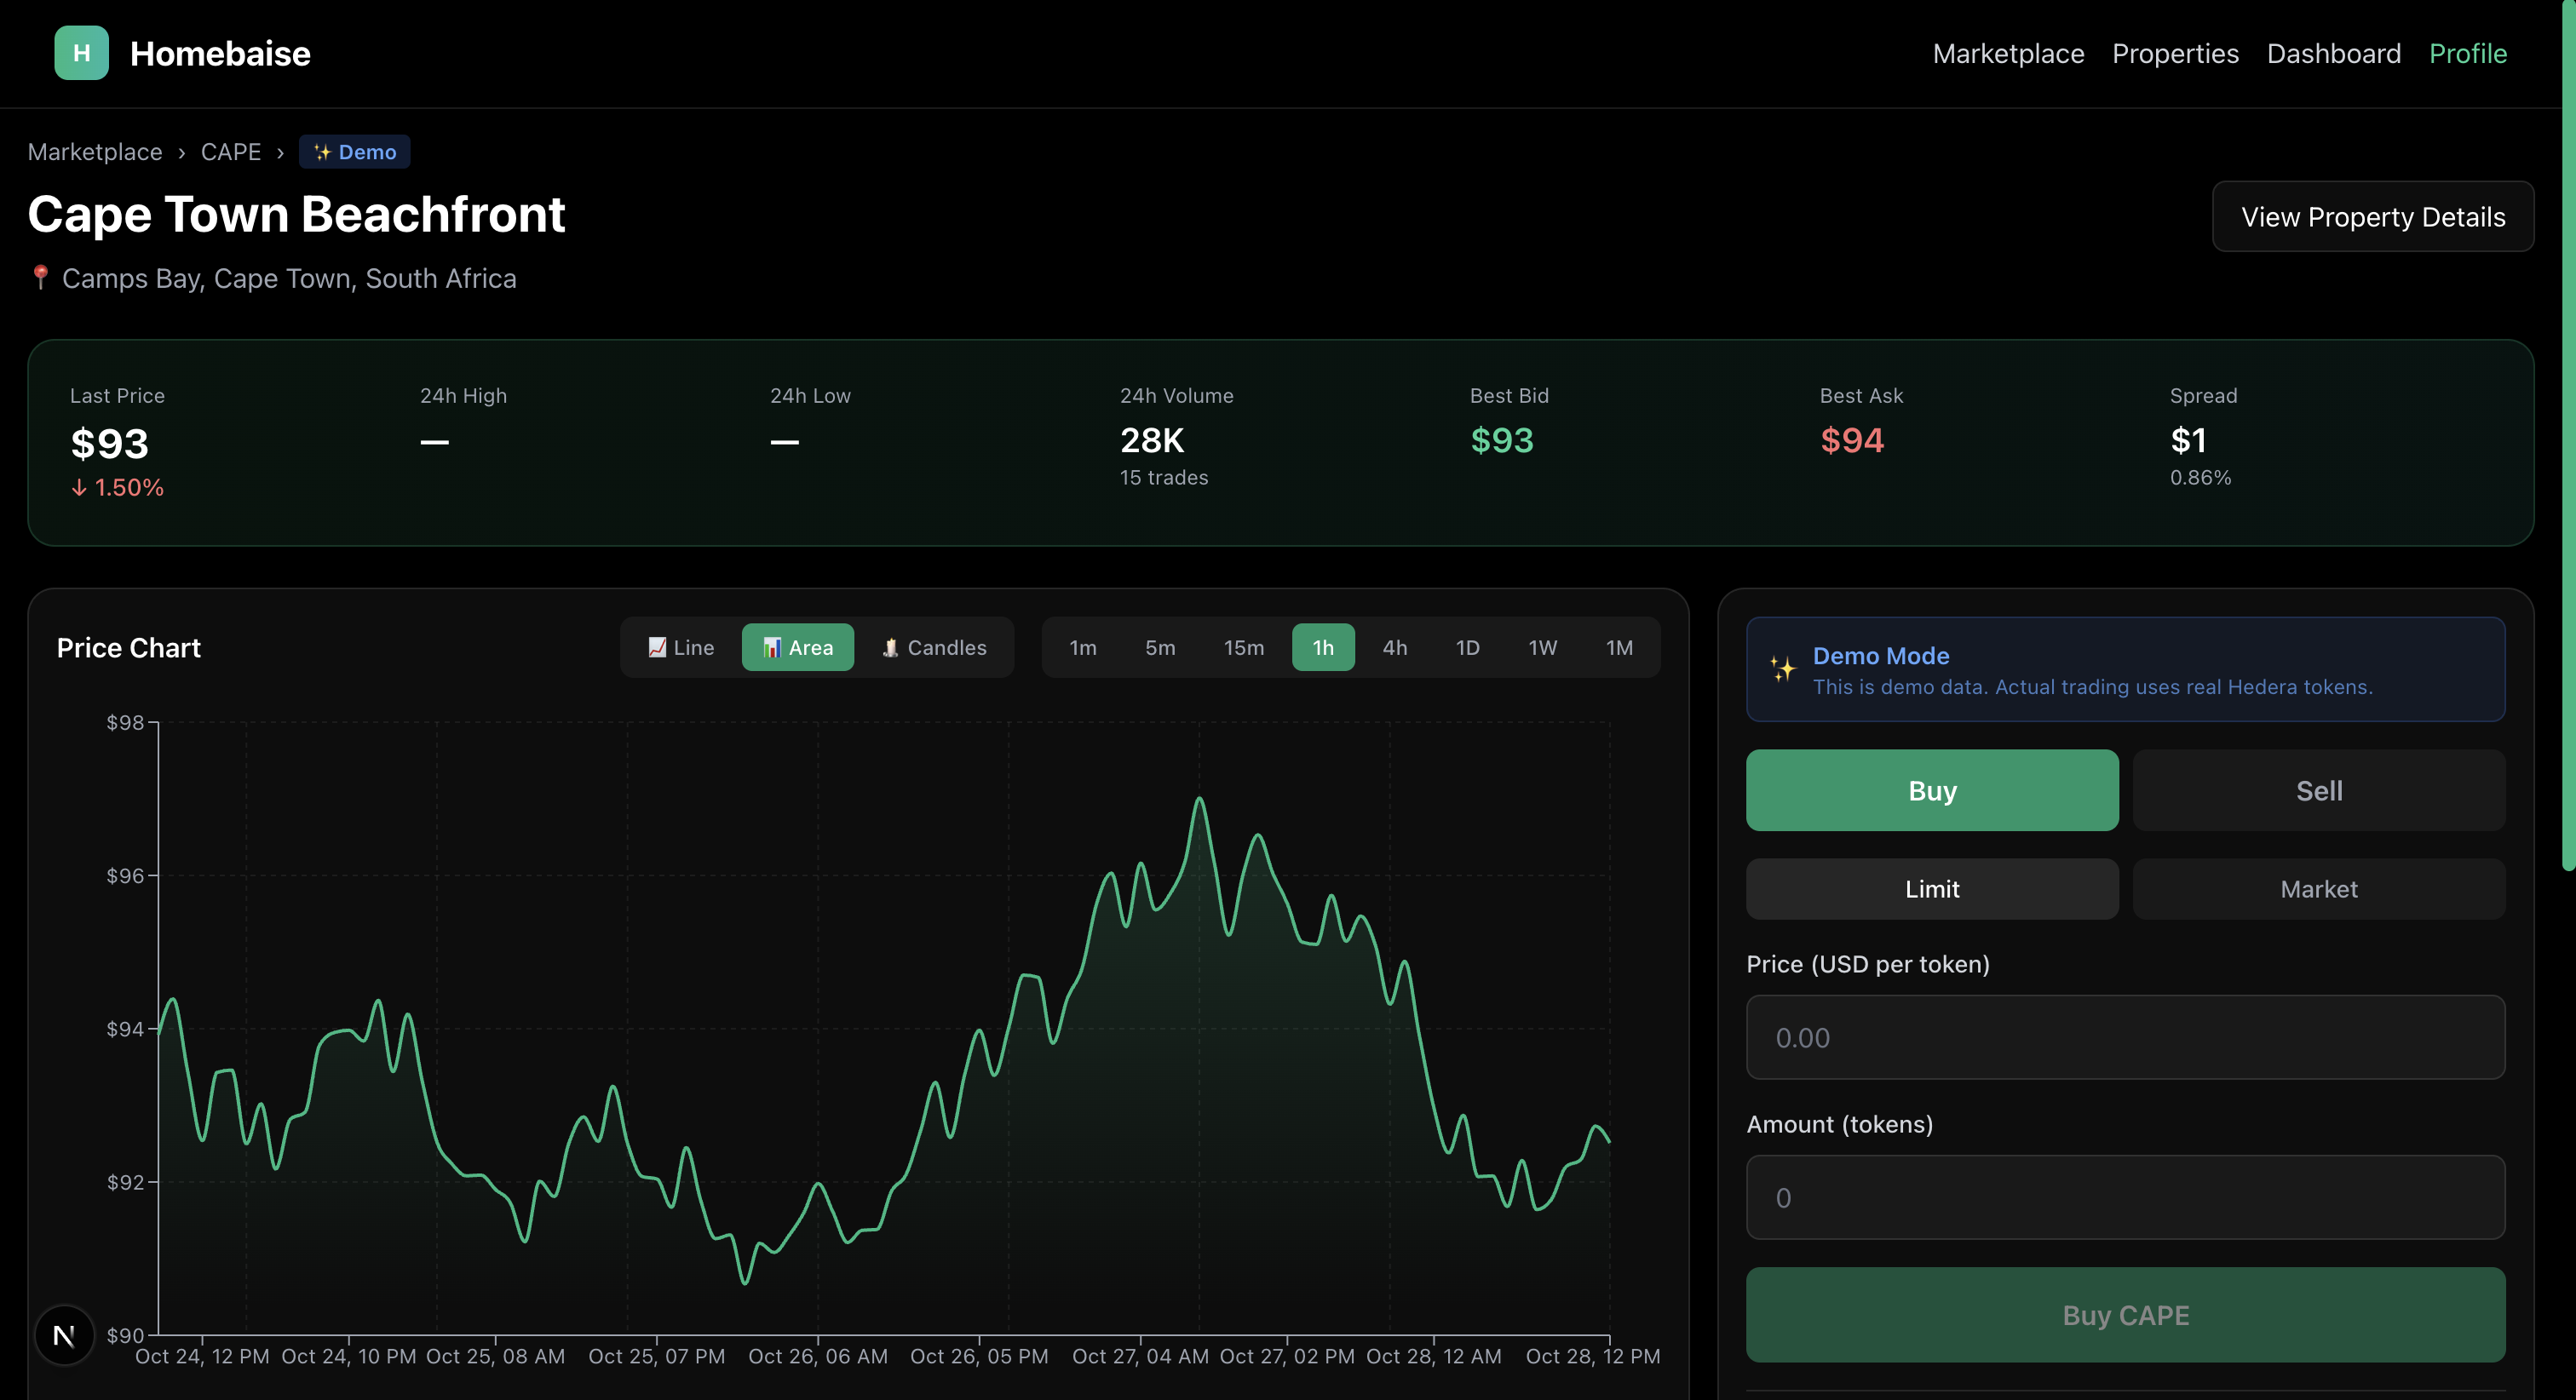 H Homebaise
Marketplace Properties Dashboard Profile
Marketplace › CAPE › ✨ Demo
Cape Town Beachfront
View Property Details
📍 Camps Bay, Cape Town, South Africa
Last Price 24h High 24h Low 24h Volume Best Bid Best Ask Spread
$93 — — 28K $93 $94 $1
↓ 1.50% 15 trades 0.86%
Price Chart
📈 Line 📊 Area 🕯️ Candles
1m 5m 15m 1h 4h 1D 1W 1M
$98
$96
$94
$92
$90
Oct 24, 12 PM Oct 24, 10 PM Oct 25, 08 AM Oct 25, 07 PM Oct 26, 06 AM Oct 26, 05 PM Oct 27, 04 AM Oct 27, 02 PM Oct 28, 12 AM Oct 28, 12 PM
N
✨ Demo Mode
This is demo data. Actual trading uses real Hedera tokens.
Buy Sell
Limit Market
Price (USD per token)
0.00
Amount (tokens)
0
Buy CAPE